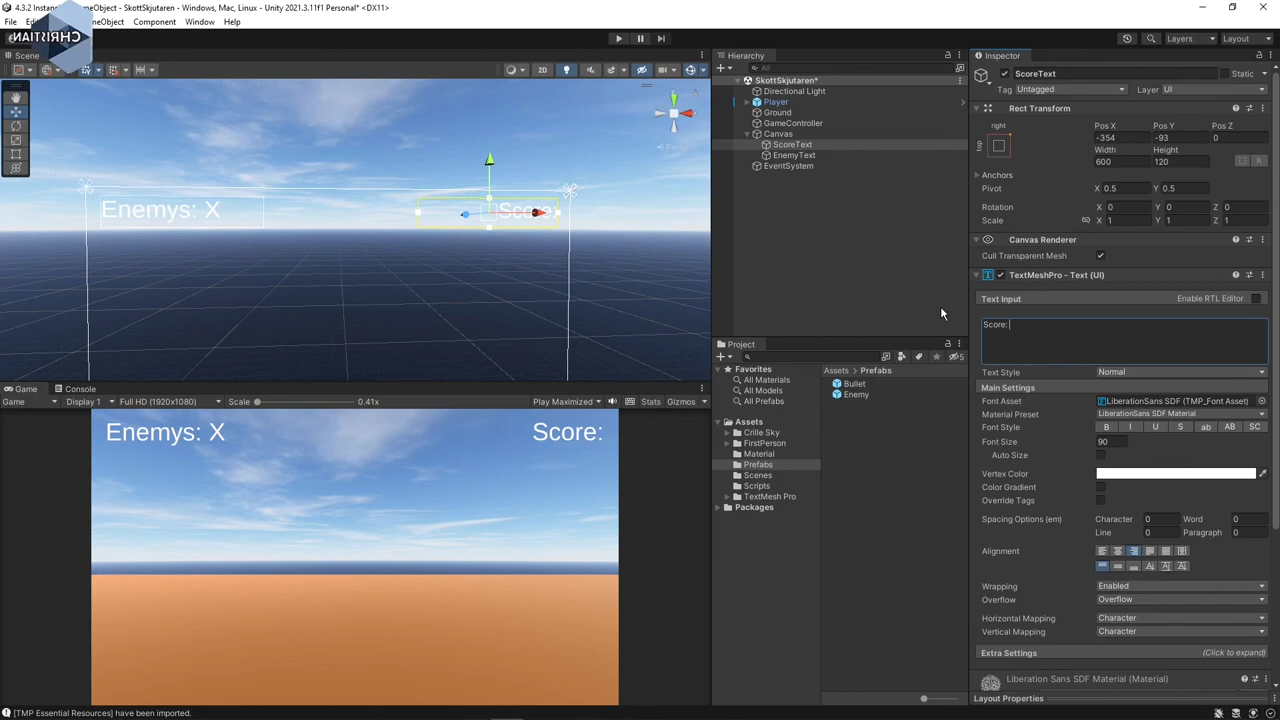 4.3.2 Instan GameObject - SkottSkjutaren - Windows, Mac, Linux - Unity 2021.3.11f1 Personal* <DX11>
File Edi eObject Component Window Help
CHRISTIAN
Layers Layout
Scene
2D
Enemys: X
Score:
Game Console
Game Display 1 Full HD (1920x1080) Scale 0.41x Play Maximized Stats Gizmos
Enemys: X Score:
Hierarchy
All
SkottSkjutaren*
Directional Light
Player
Ground
GameController
Canvas
ScoreText
EnemyText
EventSystem
Project
5
Favorites
All Materials
All Models
All Prefabs
Assets
Crille Sky
FirstPerson
Material
Prefabs
Scenes
Scripts
TextMesh Pro
Packages
Assets > Prefabs
Bullet
Enemy
Inspector
ScoreText Static
Tag Untagged Layer UI
Rect Transform
right Pos X Pos Y Pos Z
top -354 -93 0
Width Height
600 120 R
Anchors
Pivot X 0.5 Y 0.5
Rotation X 0 Y 0 Z 0
Scale X 1 Y 1 Z 1
Canvas Renderer
Cull Transparent Mesh
T TextMeshPro - Text (UI)
Text Input Enable RTL Editor
Score:
Text Style Normal
Main Settings
Font Asset LiberationSans SDF (TMP_Font Asset)
Material Preset LiberationSans SDF Material
Font Style B I U S ab AB SC
Font Size 90
Auto Size
Vertex Color
Color Gradient
Override Tags
Spacing Options (em) Character 0 Word 0
Line 0 Paragraph 0
Alignment
Wrapping Enabled
Overflow Overflow
Horizontal Mapping Character
Vertical Mapping Character
Extra Settings (Click to expand)
Liberation Sans SDF Material (Material)
Layout Properties
[TMP Essential Resources] have been imported.